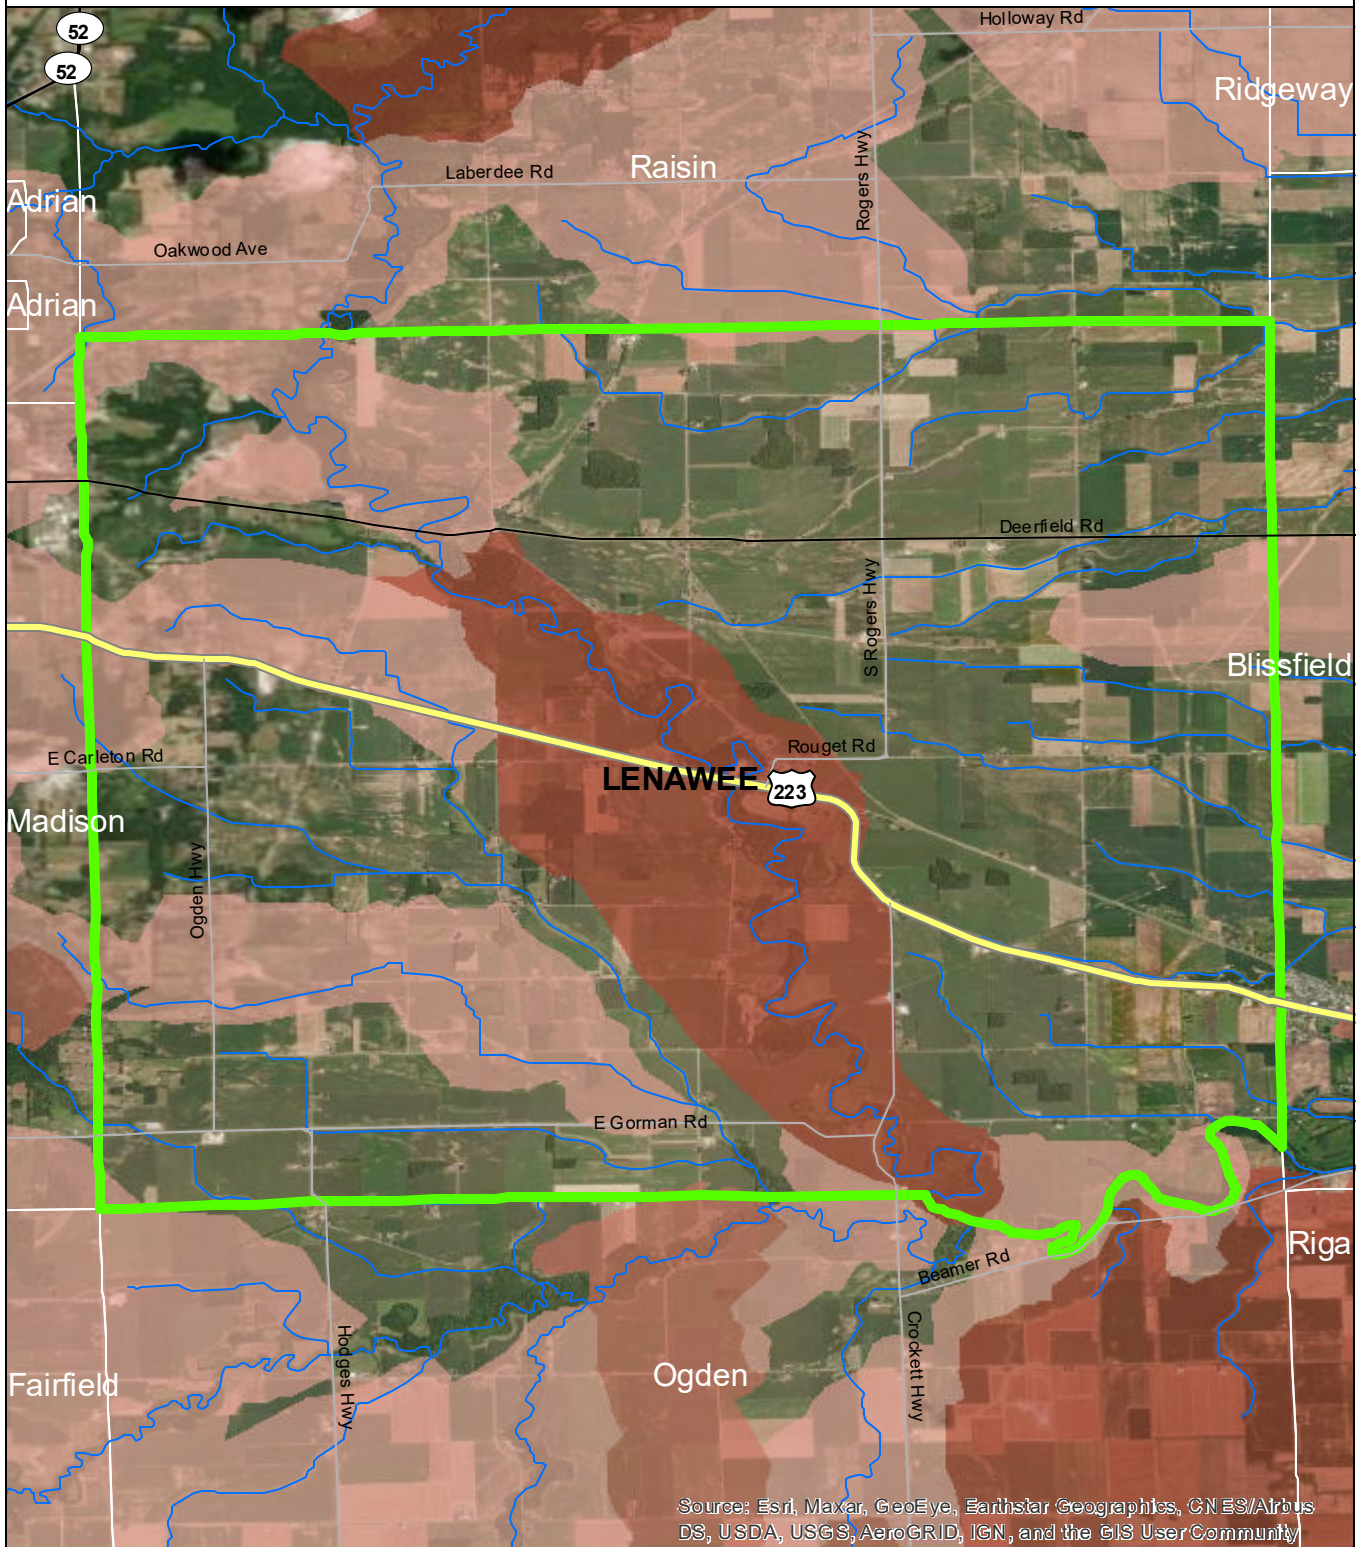 52
Holloway Rd
52
Ridgeway
Raisin
Rogers Hwy
Laberdee Rd
Adrian
Oakwood Ave
Adrian
Deerfield Rd
S Rogers Hwy
Blissfield
Rouget Rd
E Carleton Rd
LENAWEE
223
Madison
Ogden Hwy
E Gorman Rd
Riga
Beamer Rd
Hodges Hwy
Crockett Hwy
Ogden
Fairfield
Source: Esri, Maxar, GeoEye, Earthstar Geographics, CNES/Airbus
DS, USDA, USGS, AeroGRID, IGN, and the GIS User Community